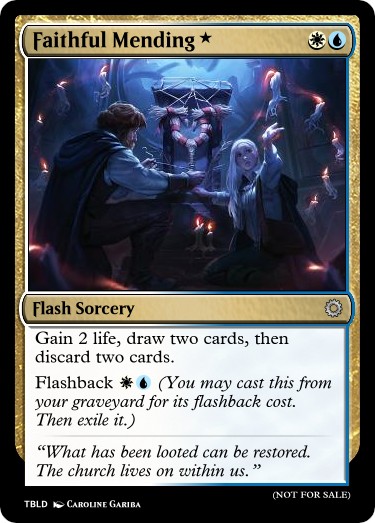 Faithful Mending ★
Flash Sorcery
Gain 2 life, draw two cards, then
discard two cards.
Flashback (You may cast this from
your graveyard for its flashback cost.
Then exile it.)
“What has been looted can be restored.
The church lives on within us.”
TBLD Caroline Gariba
(NOT FOR SALE)